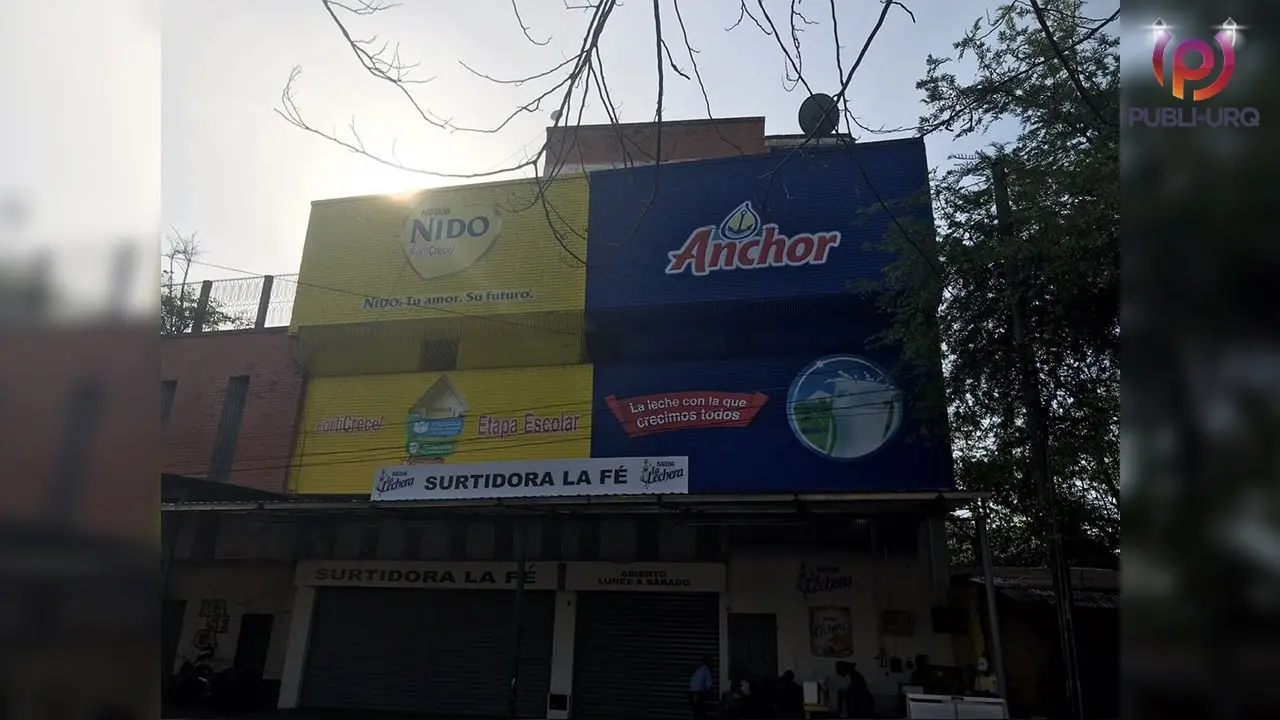 PUBLI-URQ
Nestlé
NIDO
FortiCrece
NIDO. Tu amor. Su futuro.
Anchor
FortiCrece
Etapa Escolar
La leche con la que
crecimos todos
La Lechera
SURTIDORA LA FÉ
La Lechera
SURTIDORA LA FÉ
ABIERTO
LUNES A SÁBADO
La Lechera